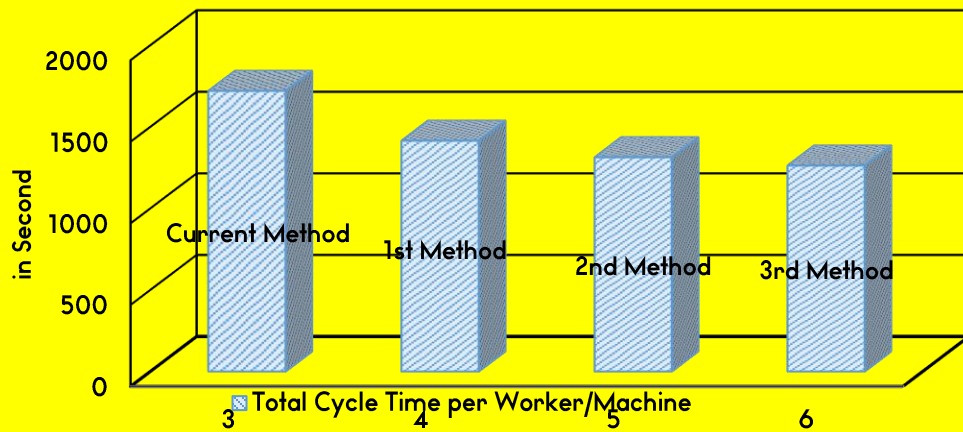 2000
1500
1000
500
0
in Second
Current Method
1st Method
2nd Method
3rd Method
Total Cycle Time per Worker/Machine
3 4 5 6